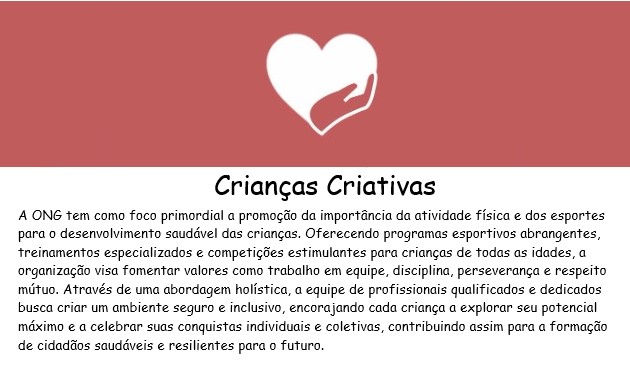 Crianças Criativas
A ONG tem como foco primordial a promoção da importância da atividade física e dos esportes
para o desenvolvimento saudável das crianças. Oferecendo programas esportivos abrangentes,
treinamentos especializados e competições estimulantes para crianças de todas as idades, a
organização visa fomentar valores como trabalho em equipe, disciplina, perseverança e respeito
mútuo. Através de uma abordagem holística, a equipe de profissionais qualificados e dedicados
busca criar um ambiente seguro e inclusivo, encorajando cada criança a explorar seu potencial
máximo e a celebrar suas conquistas individuais e coletivas, contribuindo assim para a formação
de cidadãos saudáveis e resilientes para o futuro.